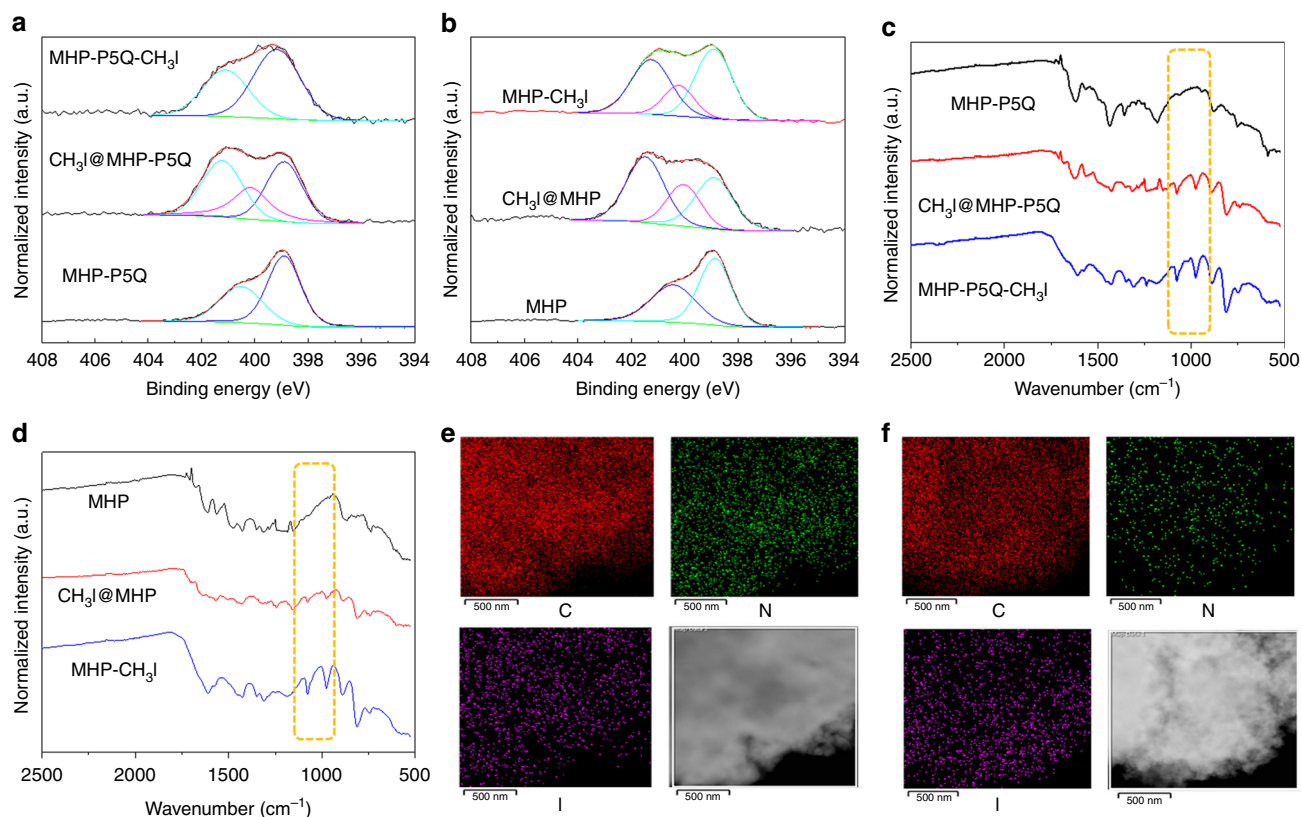 a
MHP-P5Q-CH₃I
CH₃I@MHP-P5Q
MHP-P5Q
Normalized intensity (a.u.)
408 406 404 402 400 398 396 394
Binding energy (eV)
b
MHP-CH₃I
CH₃I@MHP
MHP
Normalized intensity (a.u.)
408 406 404 402 400 398 396 394
Binding energy (eV)
c
MHP-P5Q
CH₃I@MHP-P5Q
MHP-P5Q-CH₃I
Normalized intensity (a.u.)
2500 2000 1500 1000 500
Wavenumber (cm⁻¹)
d
MHP
CH₃I@MHP
MHP-CH₃I
Normalized intensity (a.u.)
2500 2000 1500 1000 500
Wavenumber (cm⁻¹)
e
500 nm
C
500 nm
N
500 nm
I
500 nm
f
500 nm
C
500 nm
N
500 nm
I
500 nm